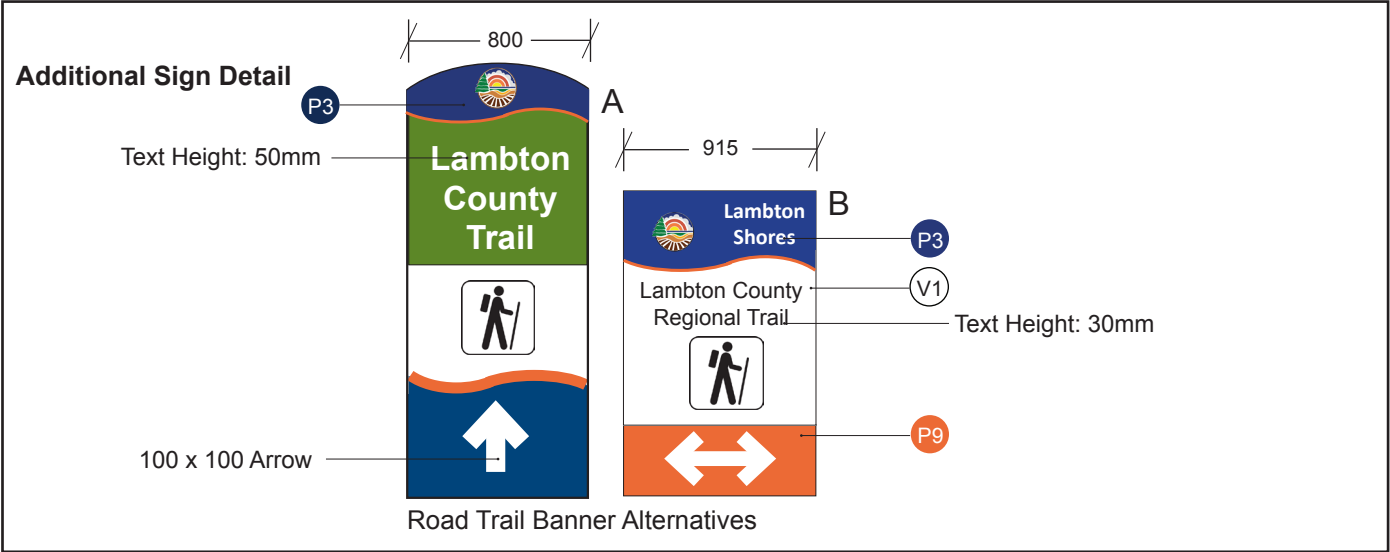 Additional Sign Detail
800
P3
A
Text Height: 50mm
Lambton
County
Trail
100 x 100 Arrow
915
B
Lambton
Shores
P3
V1
Lambton County
Regional Trail
Text Height: 30mm
P9
Road Trail Banner Alternatives